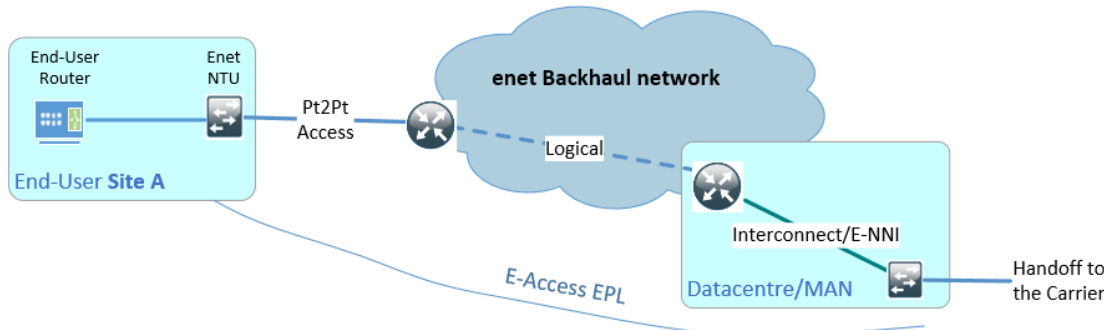 End-User
Router
Enet
NTU
enet Backhaul network
Pt2Pt
Access
Logical
End-User Site A
Interconnect/E-NNI
Handoff to
the Carrier
E-Access EPL
Datacentre/MAN